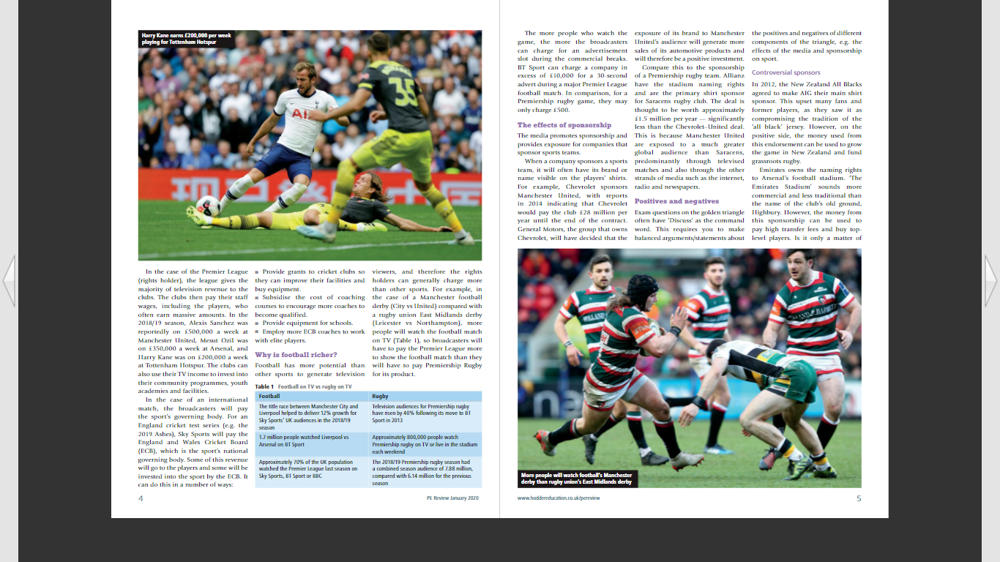 Harry Kane earns £200,000 per week
playing for Tottenham Hotspur
AI
35
In the case of the Premier League
(rights holder), the league gives the
majority of television revenue to the
clubs. The clubs then pay their staff
wages, including the players, who
often earn massive amounts. In the
2018/19 season, Alexis Sanchez was
reportedly on £500,000 a week at
Manchester United, Mesut Ozil was
on £350,000 a week at Arsenal, and
Harry Kane was on £200,000 a week
at Tottenham Hotspur. The clubs can
also use their TV income to invest into
their community programmes, youth
academies and facilities.
In the case of an international
match, the broadcasters will pay
the sport's governing body. For an
England cricket test series (e.g. the
2019 Ashes), Sky Sports will pay the
England and Wales Cricket Board
(ECB), which is the sport's national
governing body. Some of this revenue
will go to the players and some will be
invested into the sport by the ECB. It
can do this in a number of ways:
■ Provide grants to cricket clubs so
they can improve their facilities and
buy equipment.
■ Subsidise the cost of coaching
courses to encourage more coaches to
become qualified.
■ Provide equipment for schools.
■ Employ more ECB coaches to work
with elite players.
Why is football richer?
Football has more potential than
other sports to generate television
viewers, and therefore the rights
holders can generally charge more
than other sports. For example, in
the case of a Manchester football
derby (City vs United) compared with
a rugby union East Midlands derby
(Leicester vs Northampton), more
people will watch the football match
on TV (Table 1), so broadcasters will
have to pay the Premier League more
to show the football match than they
will have to pay Premiership Rugby
for its product.
Table 1 Football on TV vs rugby on TV
Football
Rugby
The title race between Manchester City and
Liverpool helped to deliver 12% growth for
Sky Sports' UK audiences in the 2018/19
season
Television audiences for Premiership rugby
have risen by 40% following its move to BT
Sport in 2013
1.7 million people watched Liverpool vs
Arsenal on BT Sport
Approximately 800,000 people watch
Premiership rugby on TV or live in the stadium
each weekend
Approximately 70% of the UK population
watched the Premier League last season on
Sky Sports, BT Sport or BBC
The 2018/19 Premiership rugby season had
a combined season audience of 7.88 million,
compared with 6.14 million for the previous
season
4
PE Review January 2020
The more people who watch the
game, the more the broadcasters
can charge for an advertisement
slot during the commercial breaks.
BT Sport can charge a company in
excess of £10,000 for a 30-second
advert during a major Premier League
football match. In comparison, for a
Premiership rugby game, they may
only charge £500.
The effects of sponsorship
The media promotes sponsorship and
provides exposure for companies that
sponsor sports teams.
When a company sponsors a sports
team, it will often have its brand or
name visible on the players' shirts.
For example, Chevrolet sponsors
Manchester United, with reports
in 2014 indicating that Chevrolet
would pay the club £28 million per
year until the end of the contract.
General Motors, the group that owns
Chevrolet, will have decided that the
exposure of its brand to Manchester
United's audience will generate more
sales of its automotive products and
will therefore be a positive investment.
Compare this to the sponsorship
of a Premiership rugby team. Allianz
have the stadium naming rights
and are the primary shirt sponsor
for Saracens rugby club. The deal is
thought to be worth approximately
£1.5 million per year — significantly
less than the Chevrolet–United deal.
This is because Manchester United
are exposed to a much greater
global audience than Saracens,
predominantly through televised
matches and also through the other
strands of media such as the internet,
radio and newspapers.
Positives and negatives
Exam questions on the golden triangle
often have 'Discuss' as the command
word. This requires you to make
balanced arguments/statements about
the positives and negatives of different
components of the triangle, e.g. the
effects of the media and sponsorship
on sport.
Controversial sponsors
In 2012, the New Zealand All Blacks
agreed to make AIG their main shirt
sponsor. This upset many fans and
former players, as they saw it as
compromising the tradition of the
'all black' jersey. However, on the
positive side, the money used from
this endorsement can be used to grow
the game in New Zealand and fund
grassroots rugby.
Emirates owns the naming rights
to Arsenal's football stadium. 'The
Emirates Stadium' sounds more
commercial and less traditional than
the name of the club's old ground,
Highbury. However, the money from
this sponsorship can be used to
pay high transfer fees and buy top-
level players. Is it only a matter of
More people will watch football's Manchester
derby than rugby union's East Midlands derby
www.hoddereducation.co.uk/pereview
5